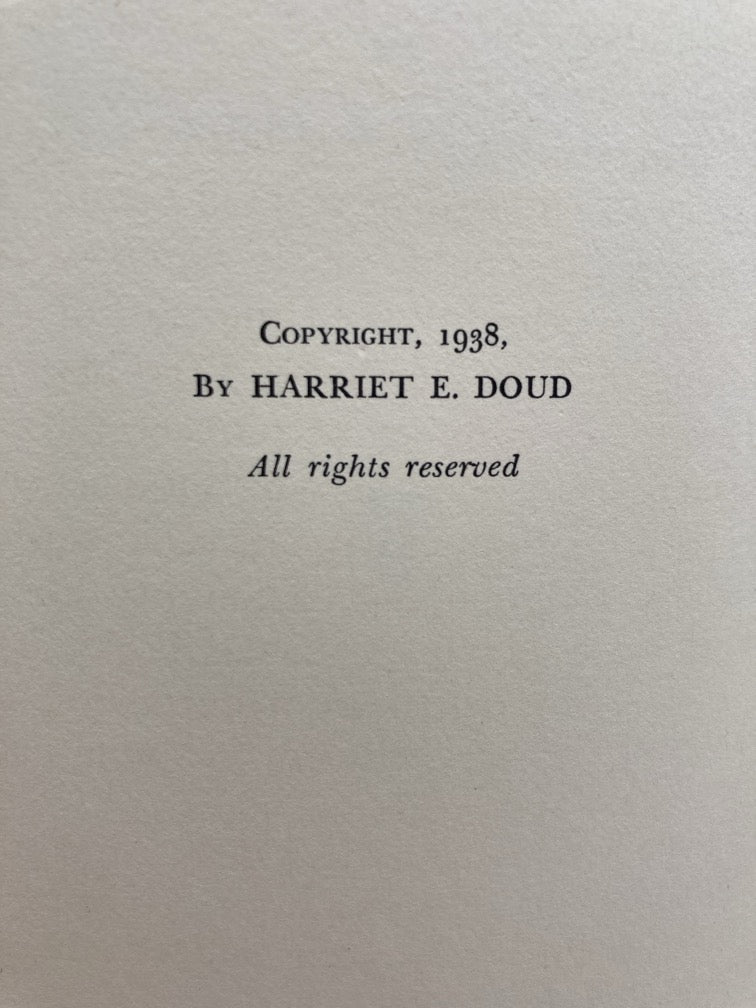 Copyright, 1938,
By HARRIET E. DOUD
All rights reserved